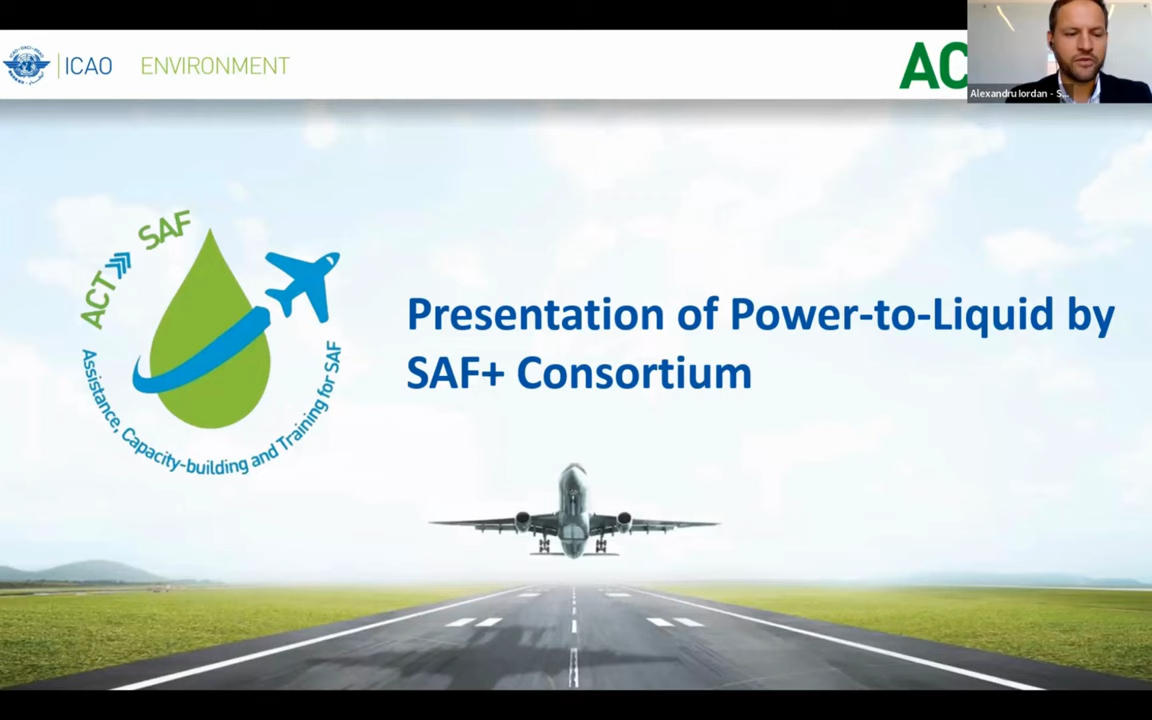 ICAO ENVIRONMENT
AC
Alexandru Iordan - S...
ACT SAF
Assistance, Capacity-building and Training for SAF
Presentation of Power-to-Liquid by
SAF+ Consortium